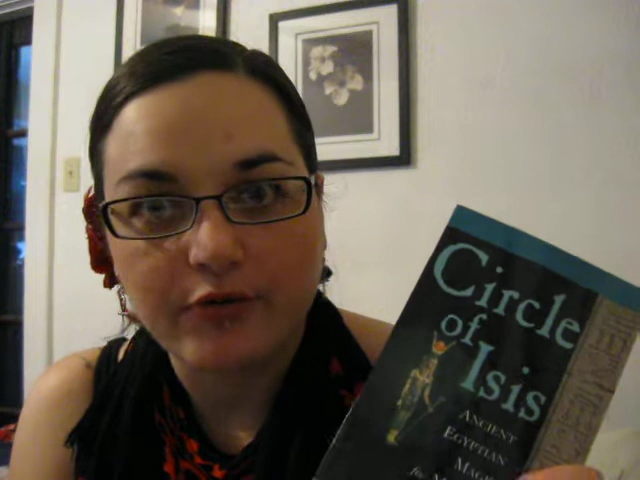 Circle
of
Isis
ANCIENT
EGYPTIAN